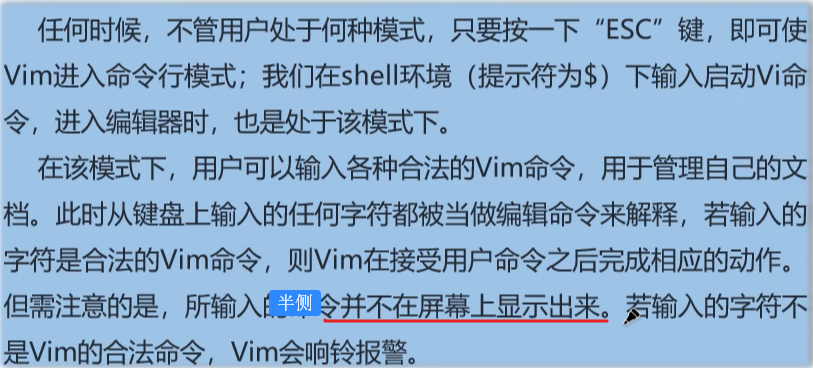 任何时候，不管用户处于何种模式，只要按一下“ESC”键，即可使
Vim进入命令行模式；我们在shell环境（提示符为$）下输入启动Vi命
令，进入编辑器时，也是处于该模式下。
在该模式下，用户可以输入各种合法的Vim命令，用于管理自己的文
档。此时从键盘上输入的任何字符都被当做编辑命令来解释，若输入的
字符是合法的Vim命令，则Vim在接受用户命令之后完成相应的动作。
但需注意的是，所输入的 半侧 令并不在屏幕上显示出来。若输入的字符不
是Vim的合法命令，Vim会响铃报警。